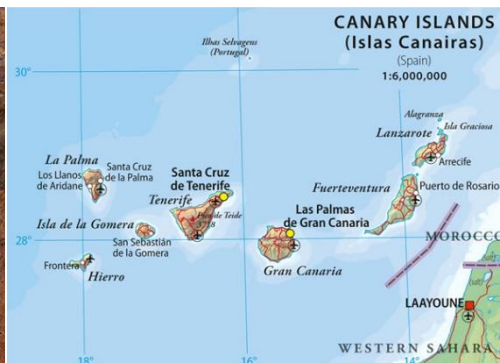 CANARY ISLANDS
(Islas Canairas)
(Spain)
1:6,000,000
Ilhas Selvagens
(Portugal)
30°
Alagranza
Isla Graciosa
Lanzarote
Arrecife
La Palma
Los Llanos
de Aridane
Santa Cruz
de la Palma
Santa Cruz
de Tenerife
Tenerife
Pico de Teide
3718
Fuerteventura
Puerto de Rosario
Isla de la Gomera
San Sebastián
de la Gomera
Las Palmas
de Gran Canaria
Gran Canaria
28°
Frontera
Hierro
MOROCCO
LAAYOUNE
WESTERN SAHARA
18°
16°
14°